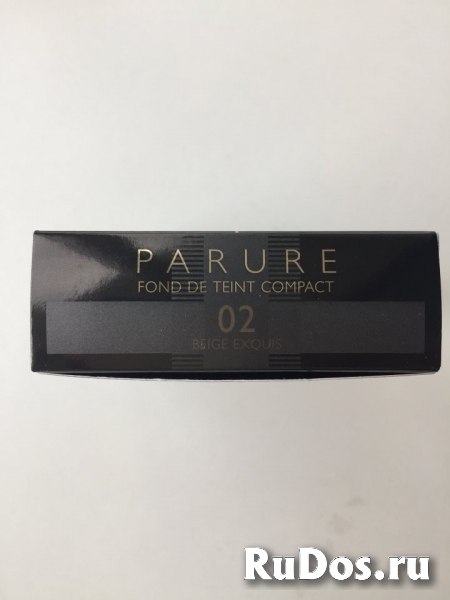 PARURE
FOND DE TEINT COMPACT
02
BEIGE EXQUIS
RuDos.ru